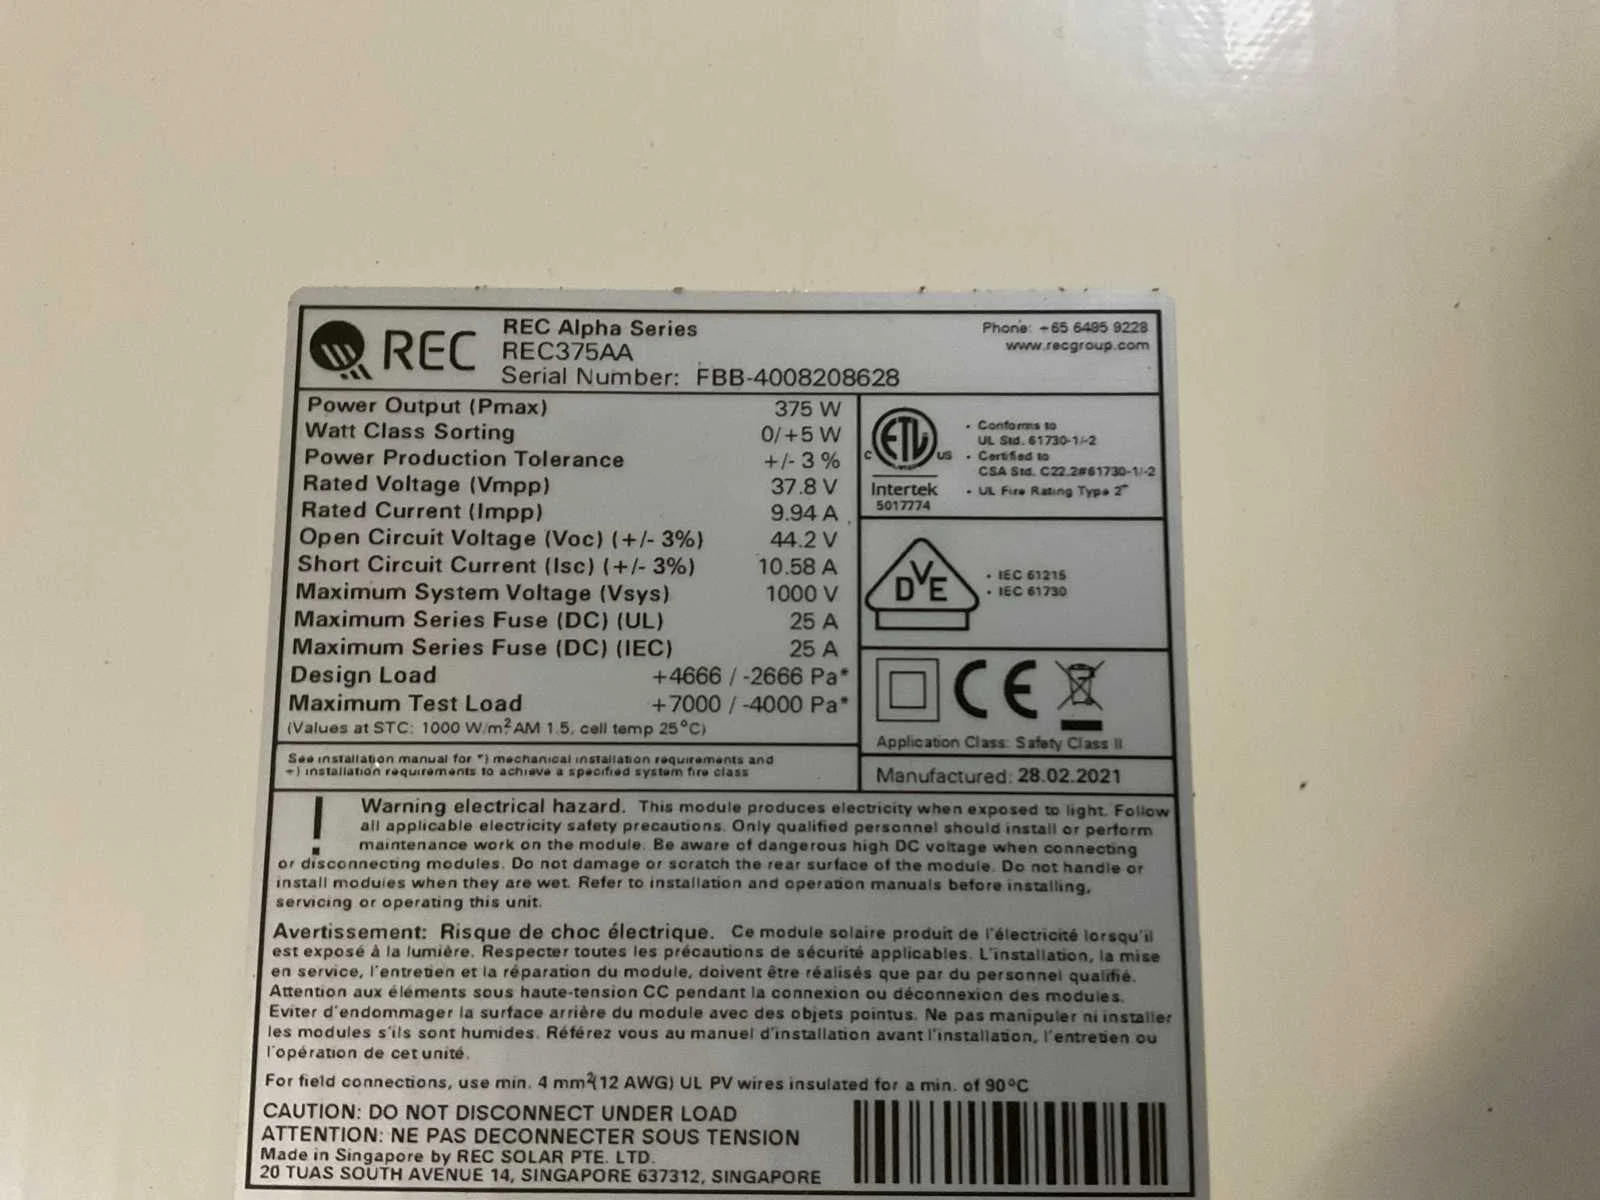 REC
REC Alpha Series
REC375AA
Serial Number: FBB-4008208628
Phone: +65 6495 9228
www.recgroup.com
Power Output (Pmax) 375 W
Watt Class Sorting 0/+5 W
Power Production Tolerance +/- 3 %
Rated Voltage (Vmpp) 37.8 V
Rated Current (Impp) 9.94 A
Open Circuit Voltage (Voc) (+/- 3%) 44.2 V
Short Circuit Current (Isc) (+/- 3%) 10.58 A
Maximum System Voltage (Vsys) 1000 V
Maximum Series Fuse (DC) (UL) 25 A
Maximum Series Fuse (DC) (IEC) 25 A
Design Load +4666 / -2666 Pa*
Maximum Test Load +7000 / -4000 Pa*
(Values at STC: 1000 W/m² AM 1.5, cell temp 25°C)
See installation manual for *) mechanical installation requirements and
+) installation requirements to achieve a specified system fire class
ETL
C US
Intertek
5017774
• Conforms to
UL Std. 61730-1/-2
• Certified to
CSA Std. C22.2#61730-1/-2
• UL Fire Rating Type 2+
DVE
• IEC 61215
• IEC 61730
CE
Application Class: Safety Class II
Manufactured: 28.02.2021
! Warning electrical hazard. This module produces electricity when exposed to light. Follow
all applicable electricity safety precautions. Only qualified personnel should install or perform
maintenance work on the module. Be aware of dangerous high DC voltage when connecting
or disconnecting modules. Do not damage or scratch the rear surface of the module. Do not handle or
install modules when they are wet. Refer to installation and operation manuals before installing,
servicing or operating this unit.
Avertissement: Risque de choc électrique. Ce module solaire produit de l'électricité lorsqu'il
est exposé à la lumière. Respecter toutes les précautions de sécurité applicables. L'installation, la mise
en service, l'entretien et la réparation du module, doivent être réalisés que par du personnel qualifié.
Attention aux éléments sous haute-tension CC pendant la connexion ou déconnexion des modules.
Eviter d'endommager la surface arrière du module avec des objets pointus. Ne pas manipuler ni installer
les modules s'ils sont humides. Référez vous au manuel d'installation avant l'installation, l'entretien ou
l'opération de cet unité.
For field connections, use min. 4 mm² (12 AWG) UL PV wires insulated for a min. of 90°C
CAUTION: DO NOT DISCONNECT UNDER LOAD
ATTENTION: NE PAS DECONNECTER SOUS TENSION
Made in Singapore by REC SOLAR PTE. LTD.
20 TUAS SOUTH AVENUE 14, SINGAPORE 637312, SINGAPORE